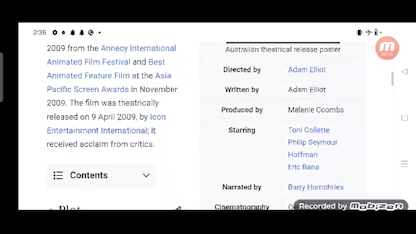 2:36
2009 from the Annecy International
Animated Film Festival and Best
Animated Feature Film at the Asia
Pacific Screen Awards in November
2009. The film was theatrically
released on 9 April 2009, by Icon
Entertainment International; it
received acclaim from critics.
Contents
Plot
Australian theatrical release poster
Directed by Adam Elliot
Written by Adam Elliot
Produced by Melanie Coombs
Starring Toni Collette
Philip Seymour
Hoffman
Eric Bana
Narrated by Barry Humphries
Cinematography
Recorded by Mobizen